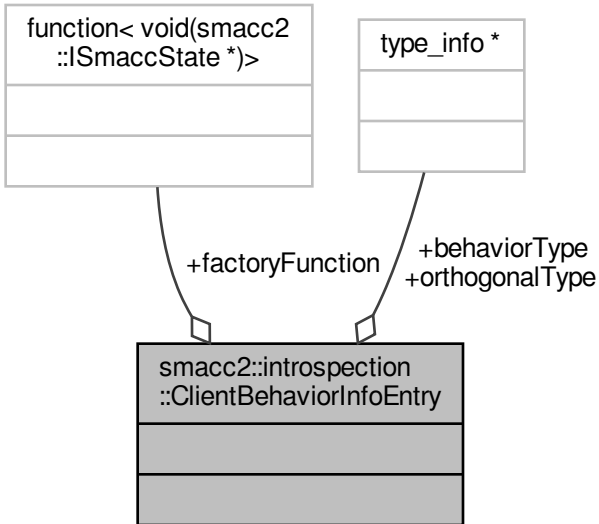 function< void(smacc2
::ISmaccState *)>
type_info *
+factoryFunction
+behaviorType
+orthogonalType
smacc2::introspection
::ClientBehaviorInfoEntry